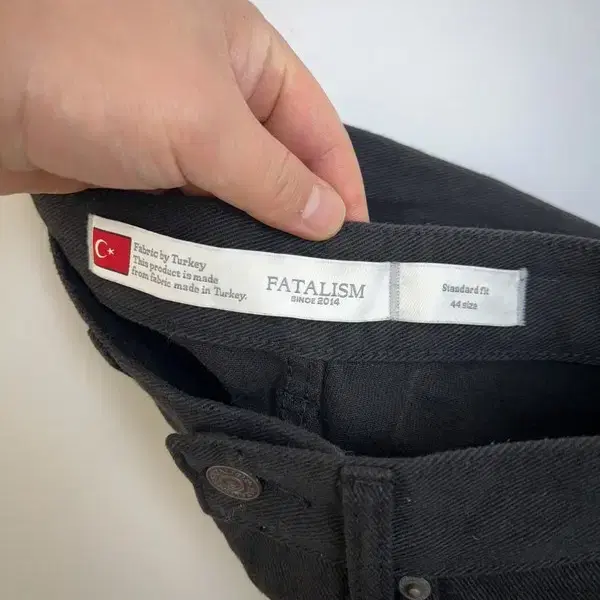 Fabric by Turkey
This product is made
from fabric made in Turkey.
FATALISM
SINCE 2014
Standard fit
44 size